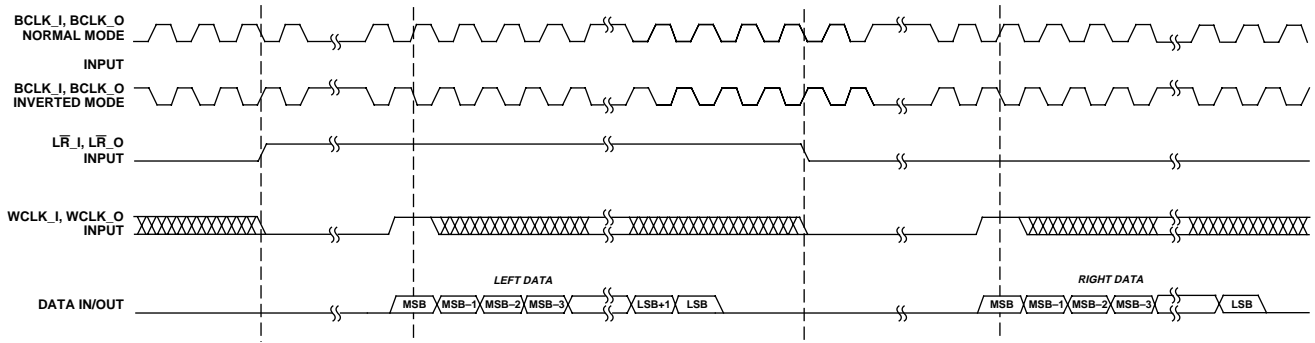 BCLK_I, BCLK_O
NORMAL MODE
INPUT
BCLK_I, BCLK_O
INVERTED MODE
LR̅_I, LR̅_O
INPUT
WCLK_I, WCLK_O
INPUT
LEFT DATA
RIGHT DATA
DATA IN/OUT
MSB MSB–1 MSB–2 MSB–3 LSB+1 LSB MSB MSB–1 MSB–2 MSB–3 LSB